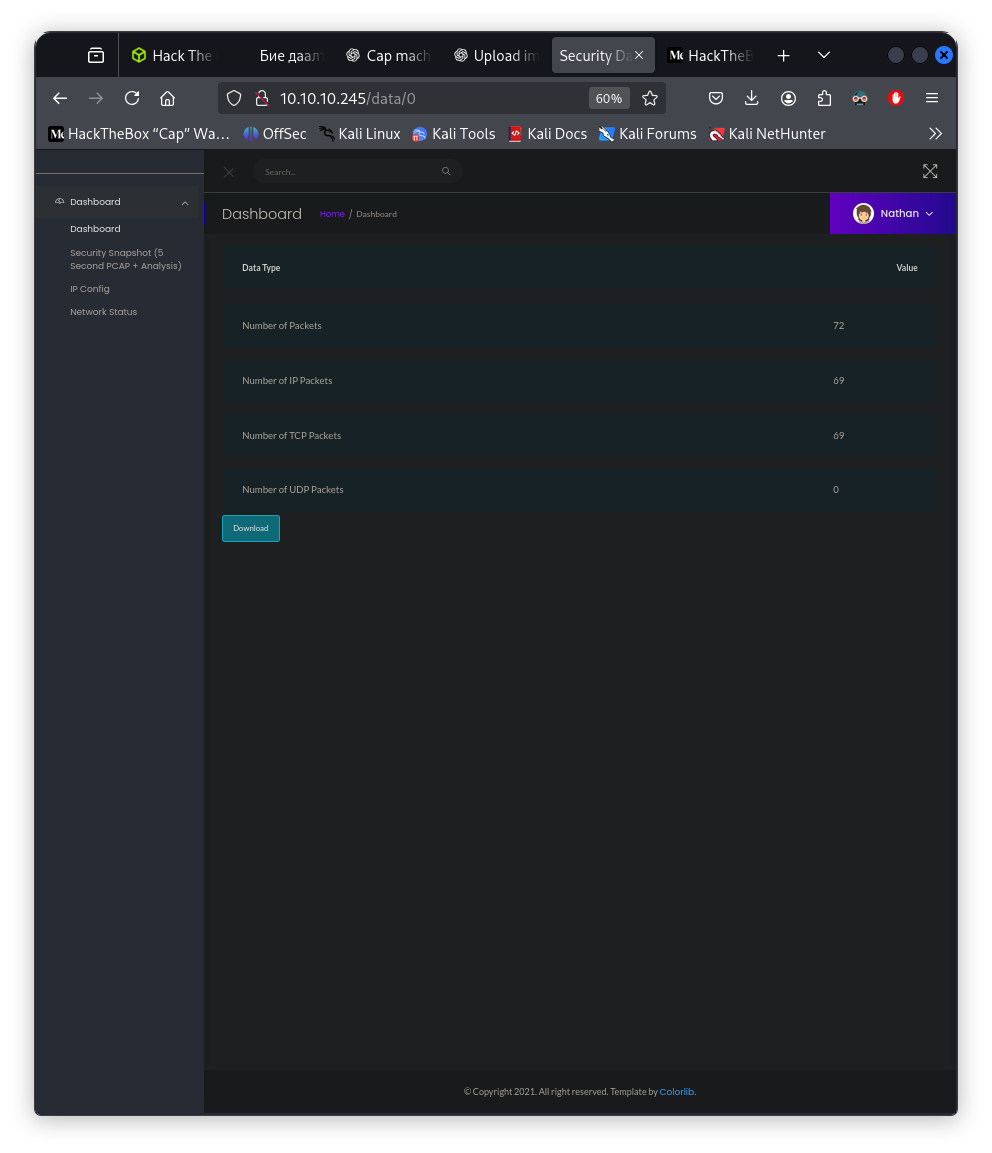 Hack The
Бие даал
Cap mach
Upload im
Security Da
HackTheB
10.10.10.245/data/0
60%
HackTheBox “Cap” Wa…
OffSec
Kali Linux
Kali Tools
Kali Docs
Kali Forums
Kali NetHunter
Search..
Dashboard
Dashboard
Security Snapshot (5
Second PCAP + Analysis)
IP Config
Network Status
Dashboard
Home / Dashboard
Nathan
Data Type Value
Number of Packets 72
Number of IP Packets 69
Number of TCP Packets 69
Number of UDP Packets 0
Download
© Copyright 2021. All right reserved. Template by Colorlib.